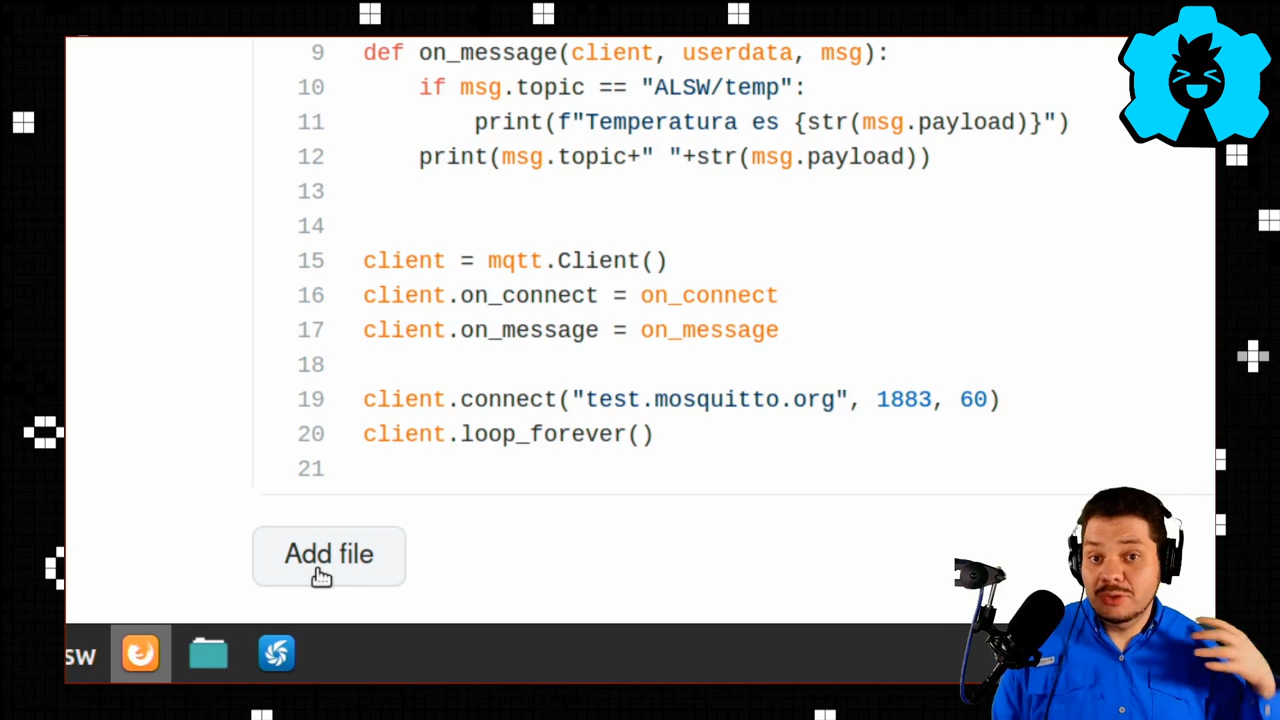 9 def on_message(client, userdata, msg):
10 if msg.topic == "ALSW/temp":
11 print(f"Temperatura es {str(msg.payload)}")
12 print(msg.topic+" "+str(msg.payload))
13
14
15 client = mqtt.Client()
16 client.on_connect = on_connect
17 client.on_message = on_message
18
19 client.connect("test.mosquitto.org", 1883, 60)
20 client.loop_forever()
21
Add file
SW